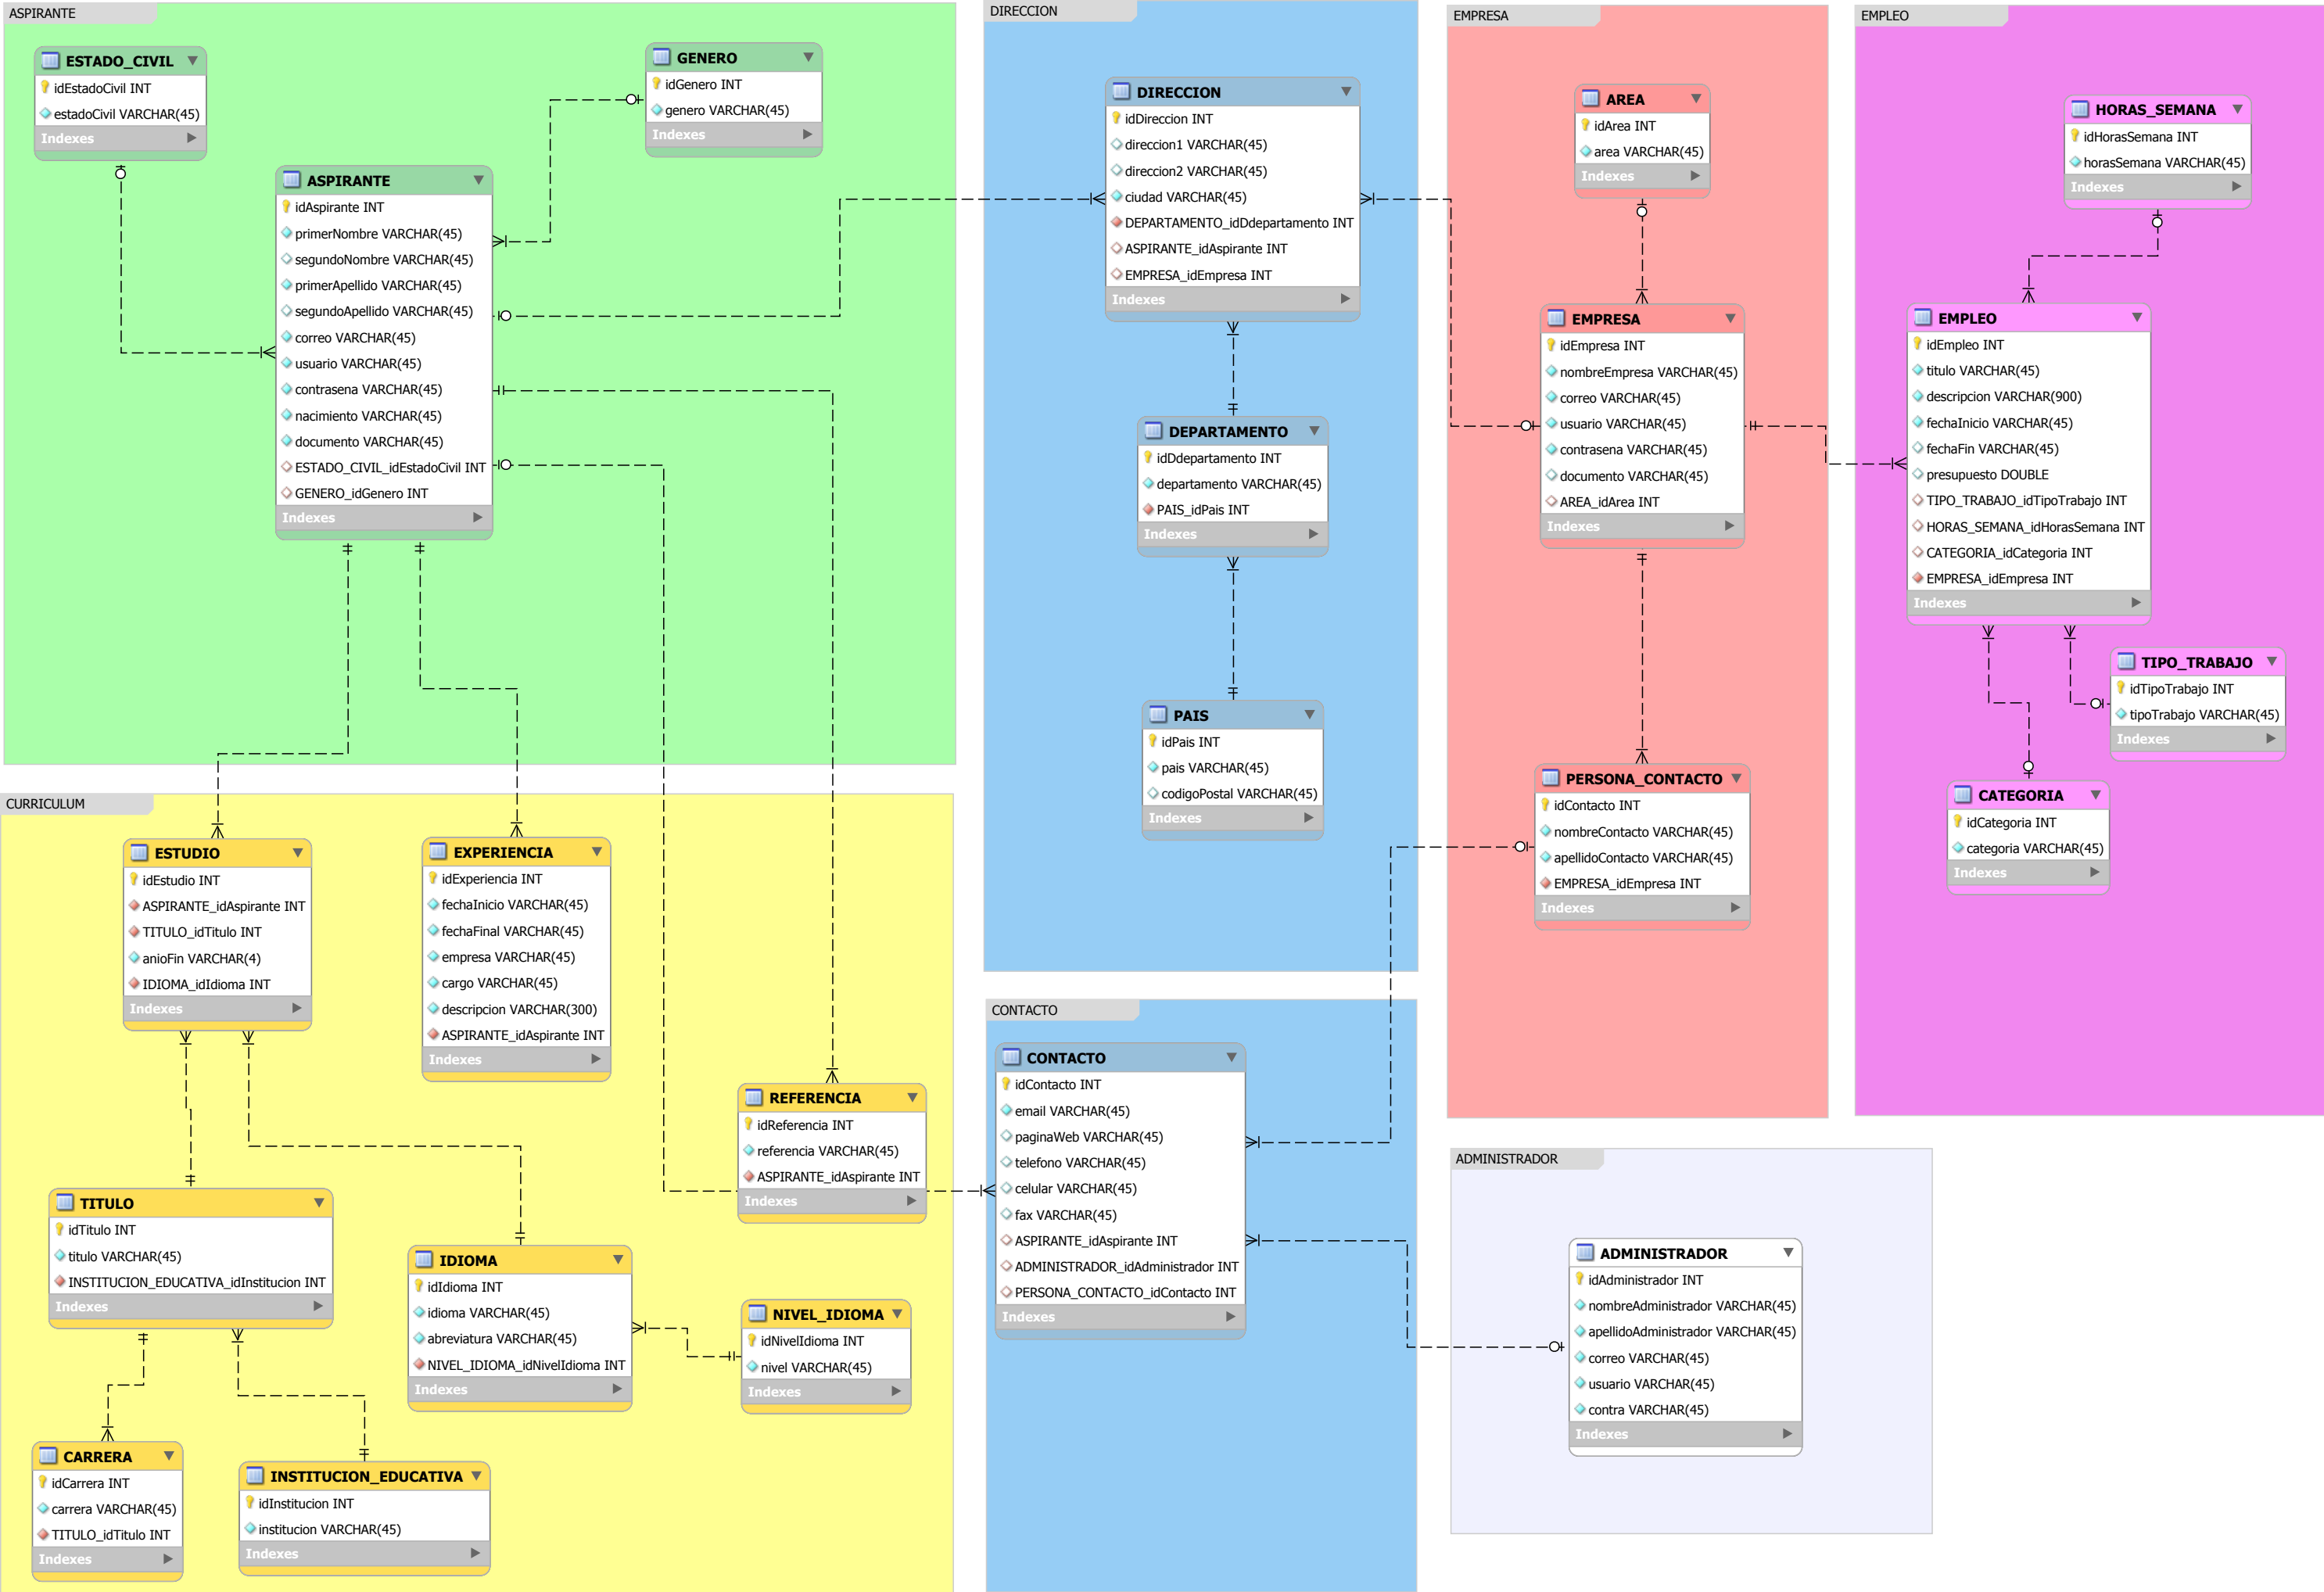 ASPIRANTE
ESTADO_CIVIL
idEstadoCivil INT
estadoCivil VARCHAR(45)
Indexes
GENERO
idGenero INT
genero VARCHAR(45)
Indexes
ASPIRANTE
idAspirante INT
primerNombre VARCHAR(45)
segundoNombre VARCHAR(45)
primerApellido VARCHAR(45)
segundoApellido VARCHAR(45)
correo VARCHAR(45)
usuario VARCHAR(45)
contrasena VARCHAR(45)
nacimiento VARCHAR(45)
documento VARCHAR(45)
ESTADO_CIVIL_idEstadoCivil INT
GENERO_idGenero INT
Indexes
DIRECCION
DIRECCION
idDireccion INT
direccion1 VARCHAR(45)
direccion2 VARCHAR(45)
ciudad VARCHAR(45)
DEPARTAMENTO_idDdepartamento INT
ASPIRANTE_idAspirante INT
EMPRESA_idEmpresa INT
Indexes
DEPARTAMENTO
idDdepartamento INT
departamento VARCHAR(45)
PAIS_idPais INT
Indexes
PAIS
idPais INT
pais VARCHAR(45)
codigoPostal VARCHAR(45)
Indexes
EMPRESA
AREA
idArea INT
area VARCHAR(45)
Indexes
EMPRESA
idEmpresa INT
nombreEmpresa VARCHAR(45)
correo VARCHAR(45)
usuario VARCHAR(45)
contrasena VARCHAR(45)
documento VARCHAR(45)
AREA_idArea INT
Indexes
PERSONA_CONTACTO
idContacto INT
nombreContacto VARCHAR(45)
apellidoContacto VARCHAR(45)
EMPRESA_idEmpresa INT
Indexes
EMPLEO
HORAS_SEMANA
idHorasSemana INT
horasSemana VARCHAR(45)
Indexes
EMPLEO
idEmpleo INT
titulo VARCHAR(45)
descripcion VARCHAR(900)
fechaInicio VARCHAR(45)
fechaFin VARCHAR(45)
presupuesto DOUBLE
TIPO_TRABAJO_idTipoTrabajo INT
HORAS_SEMANA_idHorasSemana INT
CATEGORIA_idCategoria INT
EMPRESA_idEmpresa INT
Indexes
TIPO_TRABAJO
idTipoTrabajo INT
tipoTrabajo VARCHAR(45)
Indexes
CATEGORIA
idCategoria INT
categoria VARCHAR(45)
Indexes
CURRICULUM
ESTUDIO
idEstudio INT
ASPIRANTE_idAspirante INT
TITULO_idTitulo INT
anioFin VARCHAR(4)
IDIOMA_idIdioma INT
Indexes
EXPERIENCIA
idExperiencia INT
fechaInicio VARCHAR(45)
fechaFinal VARCHAR(45)
empresa VARCHAR(45)
cargo VARCHAR(45)
descripcion VARCHAR(300)
ASPIRANTE_idAspirante INT
Indexes
REFERENCIA
idReferencia INT
referencia VARCHAR(45)
ASPIRANTE_idAspirante INT
Indexes
TITULO
idTitulo INT
titulo VARCHAR(45)
INSTITUCION_EDUCATIVA_idInstitucion INT
Indexes
IDIOMA
idIdioma INT
idioma VARCHAR(45)
abreviatura VARCHAR(45)
NIVEL_IDIOMA_idNivelIdioma INT
Indexes
NIVEL_IDIOMA
idNivelIdioma INT
nivel VARCHAR(45)
Indexes
CARRERA
idCarrera INT
carrera VARCHAR(45)
TITULO_idTitulo INT
Indexes
INSTITUCION_EDUCATIVA
idInstitucion INT
institucion VARCHAR(45)
Indexes
CONTACTO
CONTACTO
idContacto INT
email VARCHAR(45)
paginaWeb VARCHAR(45)
telefono VARCHAR(45)
celular VARCHAR(45)
fax VARCHAR(45)
ASPIRANTE_idAspirante INT
ADMINISTRADOR_idAdministrador INT
PERSONA_CONTACTO_idContacto INT
Indexes
ADMINISTRADOR
ADMINISTRADOR
idAdministrador INT
nombreAdministrador VARCHAR(45)
apellidoAdministrador VARCHAR(45)
correo VARCHAR(45)
usuario VARCHAR(45)
contra VARCHAR(45)
Indexes